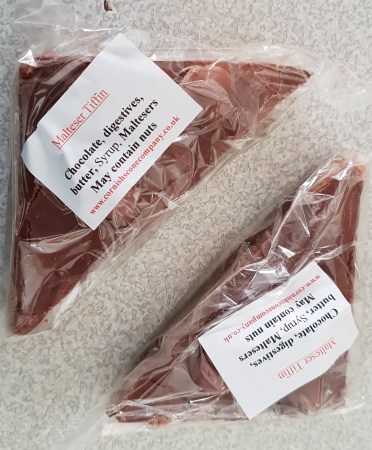 Malteser Tiffin
Chocolate, digestives,
butter, Syrup, Maltesers
May contain nuts
www.cornishsconecompany.co.uk
Malteser Tiffin
Chocolate, digestives,
butter, Syrup, Maltesers
May contain nuts
www.cornishsconecompany.co.uk